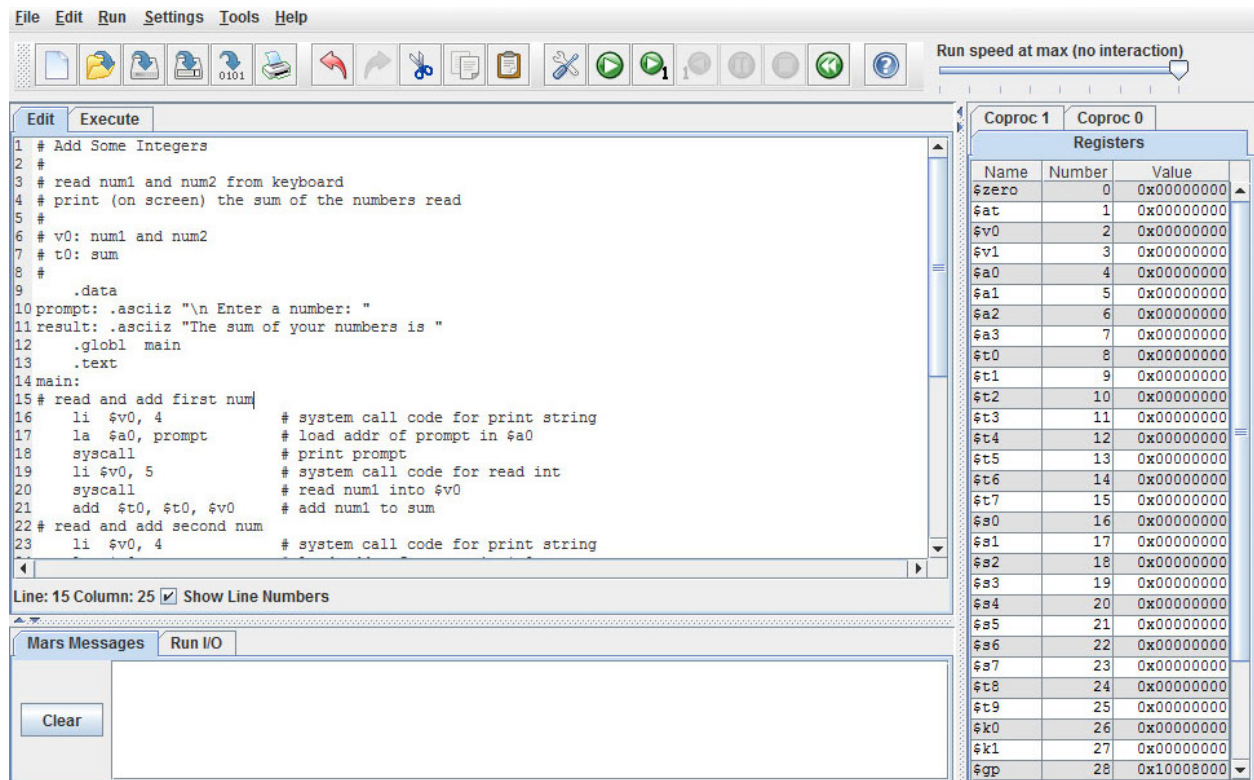 File Edit Run Settings Tools Help
Run speed at max (no interaction)
Edit Execute
1 # Add Some Integers
2 #
3 # read num1 and num2 from keyboard
4 # print (on screen) the sum of the numbers read
5 #
6 # v0: num1 and num2
7 # t0: sum
8 #
9 .data
10 prompt: .asciiz "\n Enter a number: "
11 result: .asciiz "The sum of your numbers is "
12 .globl main
13 .text
14 main:
15 # read and add first num
16 li $v0, 4 # system call code for print string
17 la $a0, prompt # load addr of prompt in $a0
18 syscall # print prompt
19 li $v0, 5 # system call code for read int
20 syscall # read num1 into $v0
21 add $t0, $t0, $v0 # add num1 to sum
22 # read and add second num
23 li $v0, 4 # system call code for print string
Line: 15 Column: 25 Show Line Numbers
Mars Messages Run I/O
Clear
Coproc 1 Coproc 0
Registers
Name Number Value
$zero 0 0x00000000
$at 1 0x00000000
$v0 2 0x00000000
$v1 3 0x00000000
$a0 4 0x00000000
$a1 5 0x00000000
$a2 6 0x00000000
$a3 7 0x00000000
$t0 8 0x00000000
$t1 9 0x00000000
$t2 10 0x00000000
$t3 11 0x00000000
$t4 12 0x00000000
$t5 13 0x00000000
$t6 14 0x00000000
$t7 15 0x00000000
$s0 16 0x00000000
$s1 17 0x00000000
$s2 18 0x00000000
$s3 19 0x00000000
$s4 20 0x00000000
$s5 21 0x00000000
$s6 22 0x00000000
$s7 23 0x00000000
$t8 24 0x00000000
$t9 25 0x00000000
$k0 26 0x00000000
$k1 27 0x00000000
$gp 28 0x10008000